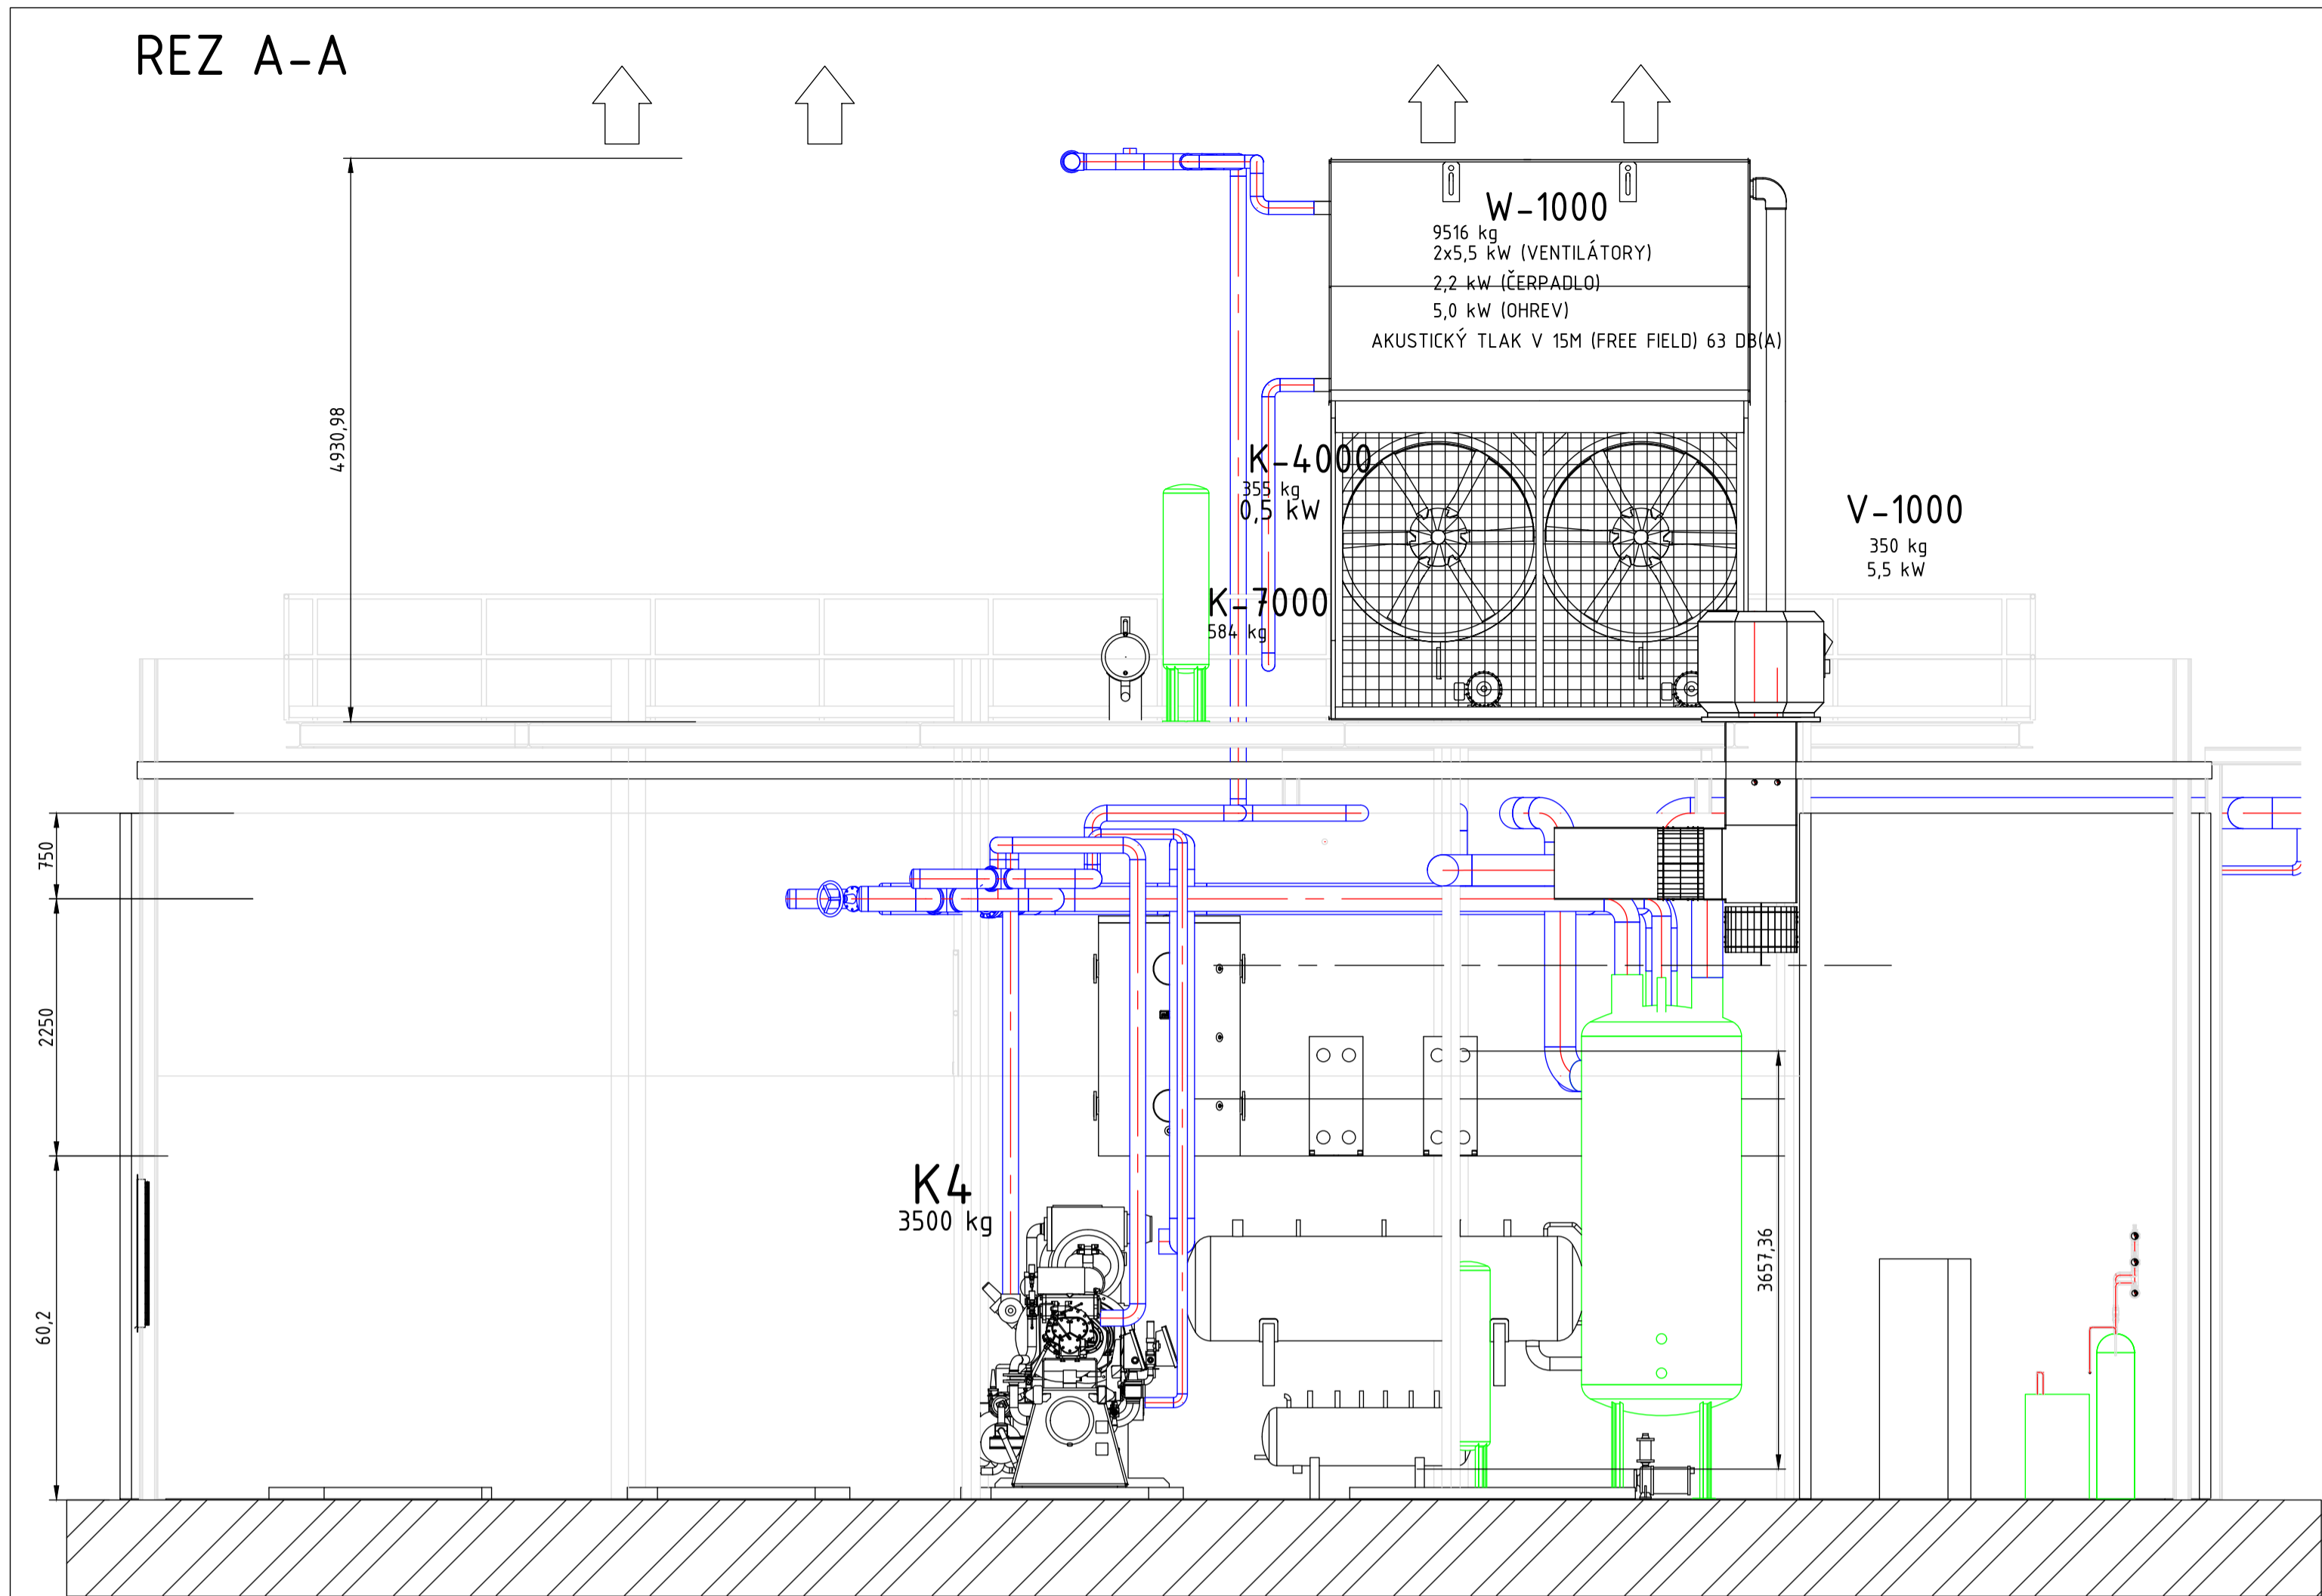 REZ A-A
W-1000
9516 kg
2x5,5 kW (VENTILÁTORY)
2,2 kW (ČERPADLO)
5,0 kW (OHREV)
AKUSTICKÝ TLAK V 15M (FREE FIELD) 63 DB(A)
4930,98
K-4000
355 kg
0,5 kW
V-1000
350 kg
5,5 kW
K-7000
584 kg
750
2250
K4
3500 kg
3657,36
60,2